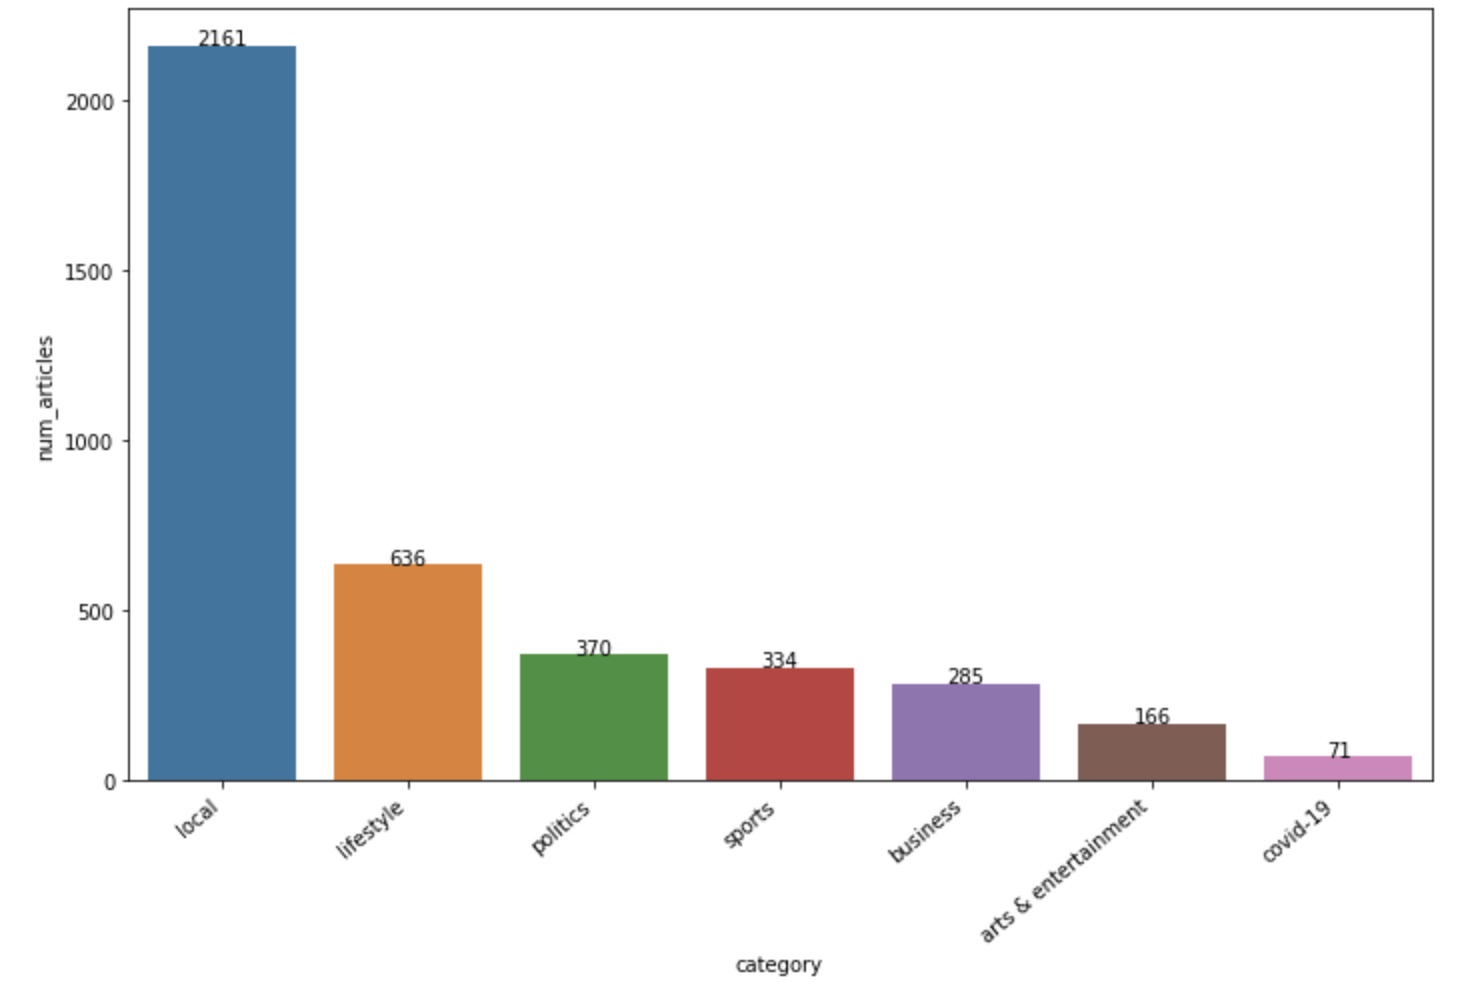 2161
2000
1500
num_articles
1000
636
500
370
334
285
166
71
0
local
lifestyle
politics
sports
business
arts & entertainment
covid-19
category